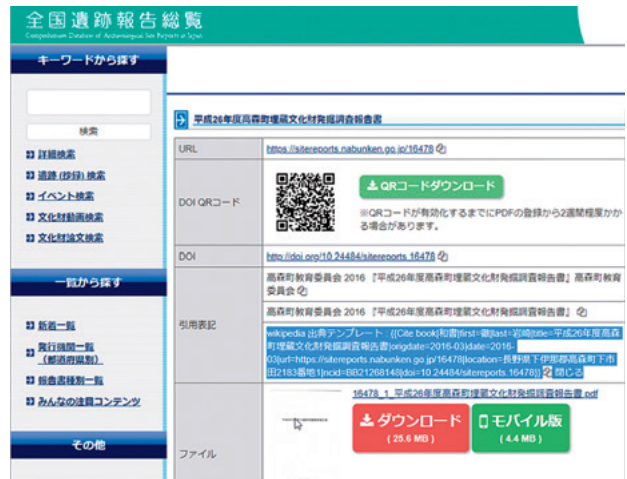 全国遺跡報告総覧
Comprehensive Database of Archaeological Site Reports in Japan
キーワードから探す
検索
詳細検索
遺跡 (抄録) 検索
イベント検索
文化財動画検索
文化財論文検索
一覧から探す
新着一覧
発行機関一覧
(都道府県別)
報告書種別一覧
みんなの注目コンテンツ
その他
平成26年度高森町埋蔵文化財発掘調査報告書
URL
https://sitereports.nabunken.go.jp/16478
DOI QRコード
QRコードダウンロード
※QRコードが有効化するまでにPDFの登録から2週間程度かか
る場合があります。
DOI
http://doi.org/10.24484/sitereports.16478
引用表記
高森町教育委員会 2016 『平成26年度高森町埋蔵文化財発掘調査報告書』高森町教育
委員会
高森町教育委員会 2016 『平成26年度高森町埋蔵文化財発掘調査報告書』
wikipedia 出典テンプレート : {{Cite book|和書|first=徹|last=岩崎|title=平成26年度高森
町埋蔵文化財発掘調査報告書|origdate=2016-03|date=2016-
03|url=https://sitereports.nabunken.go.jp/16478|location=長野県下伊那郡高森町下市
田2183番地1|ncid=BB21268148|doi=10.24484/sitereports.16478}} 閉じる
ファイル
16478_1_平成26年度高森町埋蔵文化財発掘調査報告書.pdf
ダウンロード
( 25.6 MB )
モバイル版
( 4.4 MB )